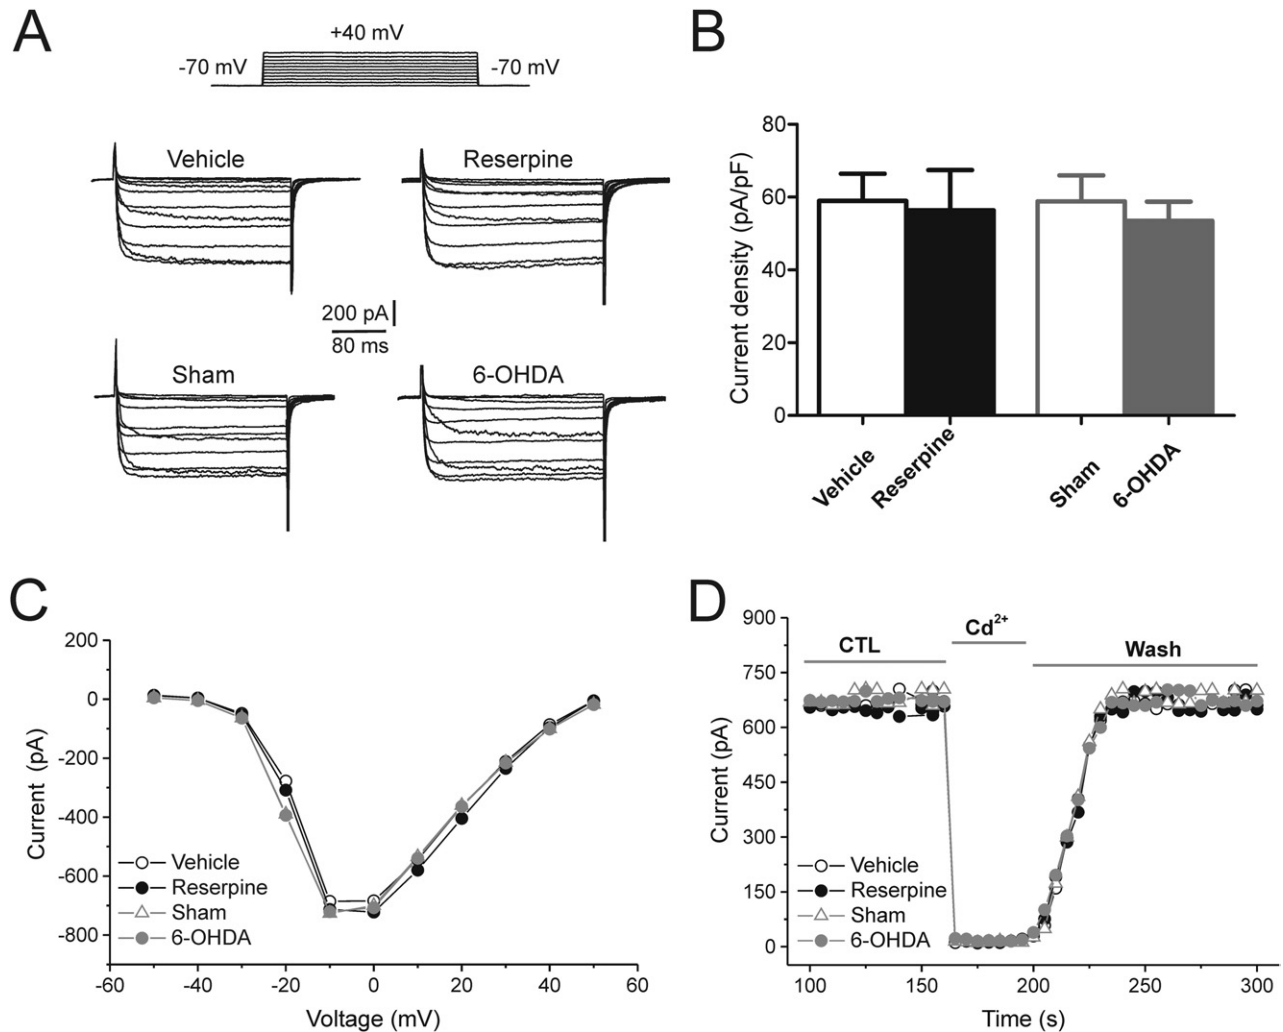 A
+40 mV
-70 mV
-70 mV
Vehicle
Reserpine
200 pA
80 ms
Sham
6-OHDA
B
Current density (pA/pF)
80
60
40
20
0
Vehicle
Reserpine
Sham
6-OHDA
C
Current (pA)
200
0
-200
-400
-600
-800
Vehicle
Reserpine
Sham
6-OHDA
-60 -40 -20 0 20 40 60
Voltage (mV)
D
Current (pA)
900
750
600
450
300
150
0
CTL
Cd²⁺
Wash
Vehicle
Reserpine
Sham
6-OHDA
100 150 200 250 300
Time (s)